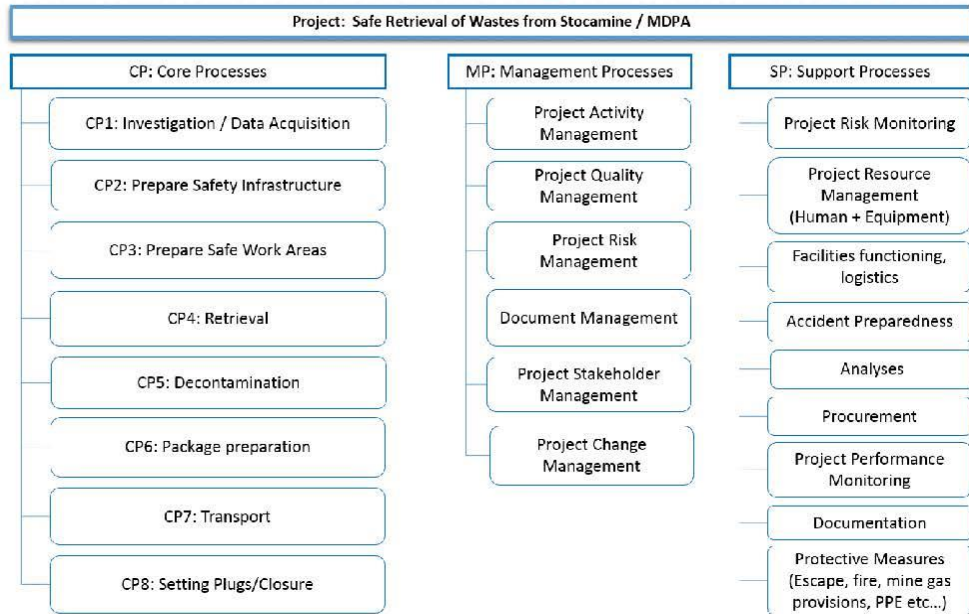 Project: Safe Retrieval of Wastes from Stocamine / MDPA
CP: Core Processes
CP1: Investigation / Data Acquisition
CP2: Prepare Safety Infrastructure
CP3: Prepare Safe Work Areas
CP4: Retrieval
CP5: Decontamination
CP6: Package preparation
CP7: Transport
CP8: Setting Plugs/Closure
MP: Management Processes
Project Activity
Management
Project Quality
Management
Project Risk
Management
Document Management
Project Stakeholder
Management
Project Change
Management
SP: Support Processes
Project Risk Monitoring
Project Resource
Management
(Human + Equipment)
Facilities functioning,
logistics
Accident Preparedness
Analyses
Procurement
Project Performance
Monitoring
Documentation
Protective Measures
(Escape, fire, mine gas
provisions, PPE etc...)